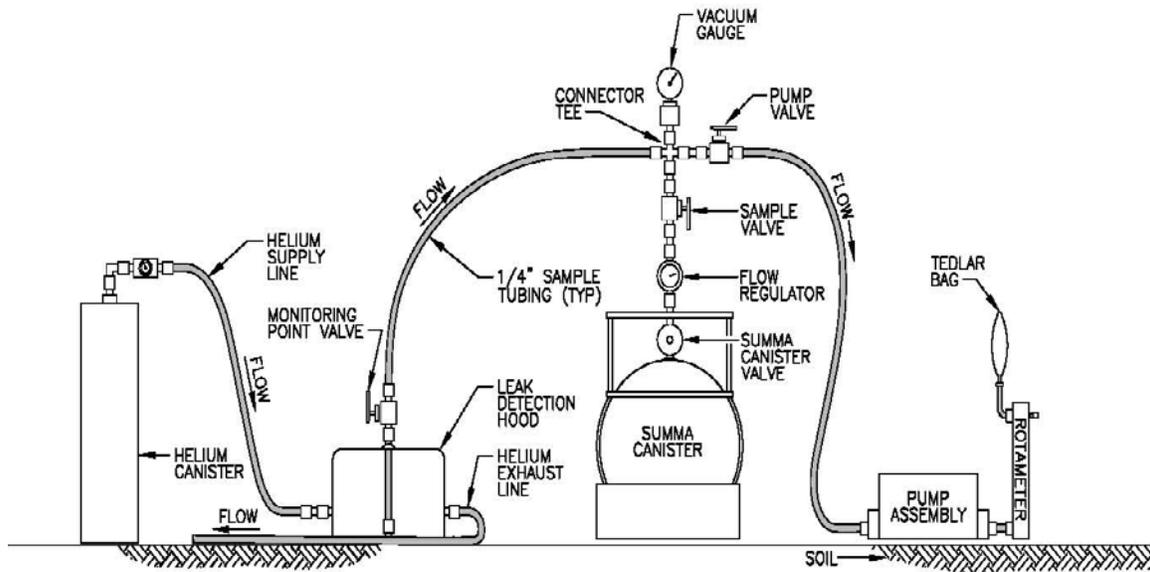 VACUUM
GAUGE
CONNECTOR
TEE
PUMP
VALVE
FLOW
FLOW
SAMPLE
VALVE
HELIUM
SUPPLY
LINE
1/4" SAMPLE
TUBING (TYP)
FLOW
REGULATOR
TEDLAR
BAG
MONITORING
POINT VALVE
FLOW
SUMMA
CANISTER
VALVE
LEAK
DETECTION
HOOD
SUMMA
CANISTER
HELIUM
CANISTER
HELIUM
EXHAUST
LINE
ROTAMETER
PUMP
ASSEMBLY
FLOW
SOIL